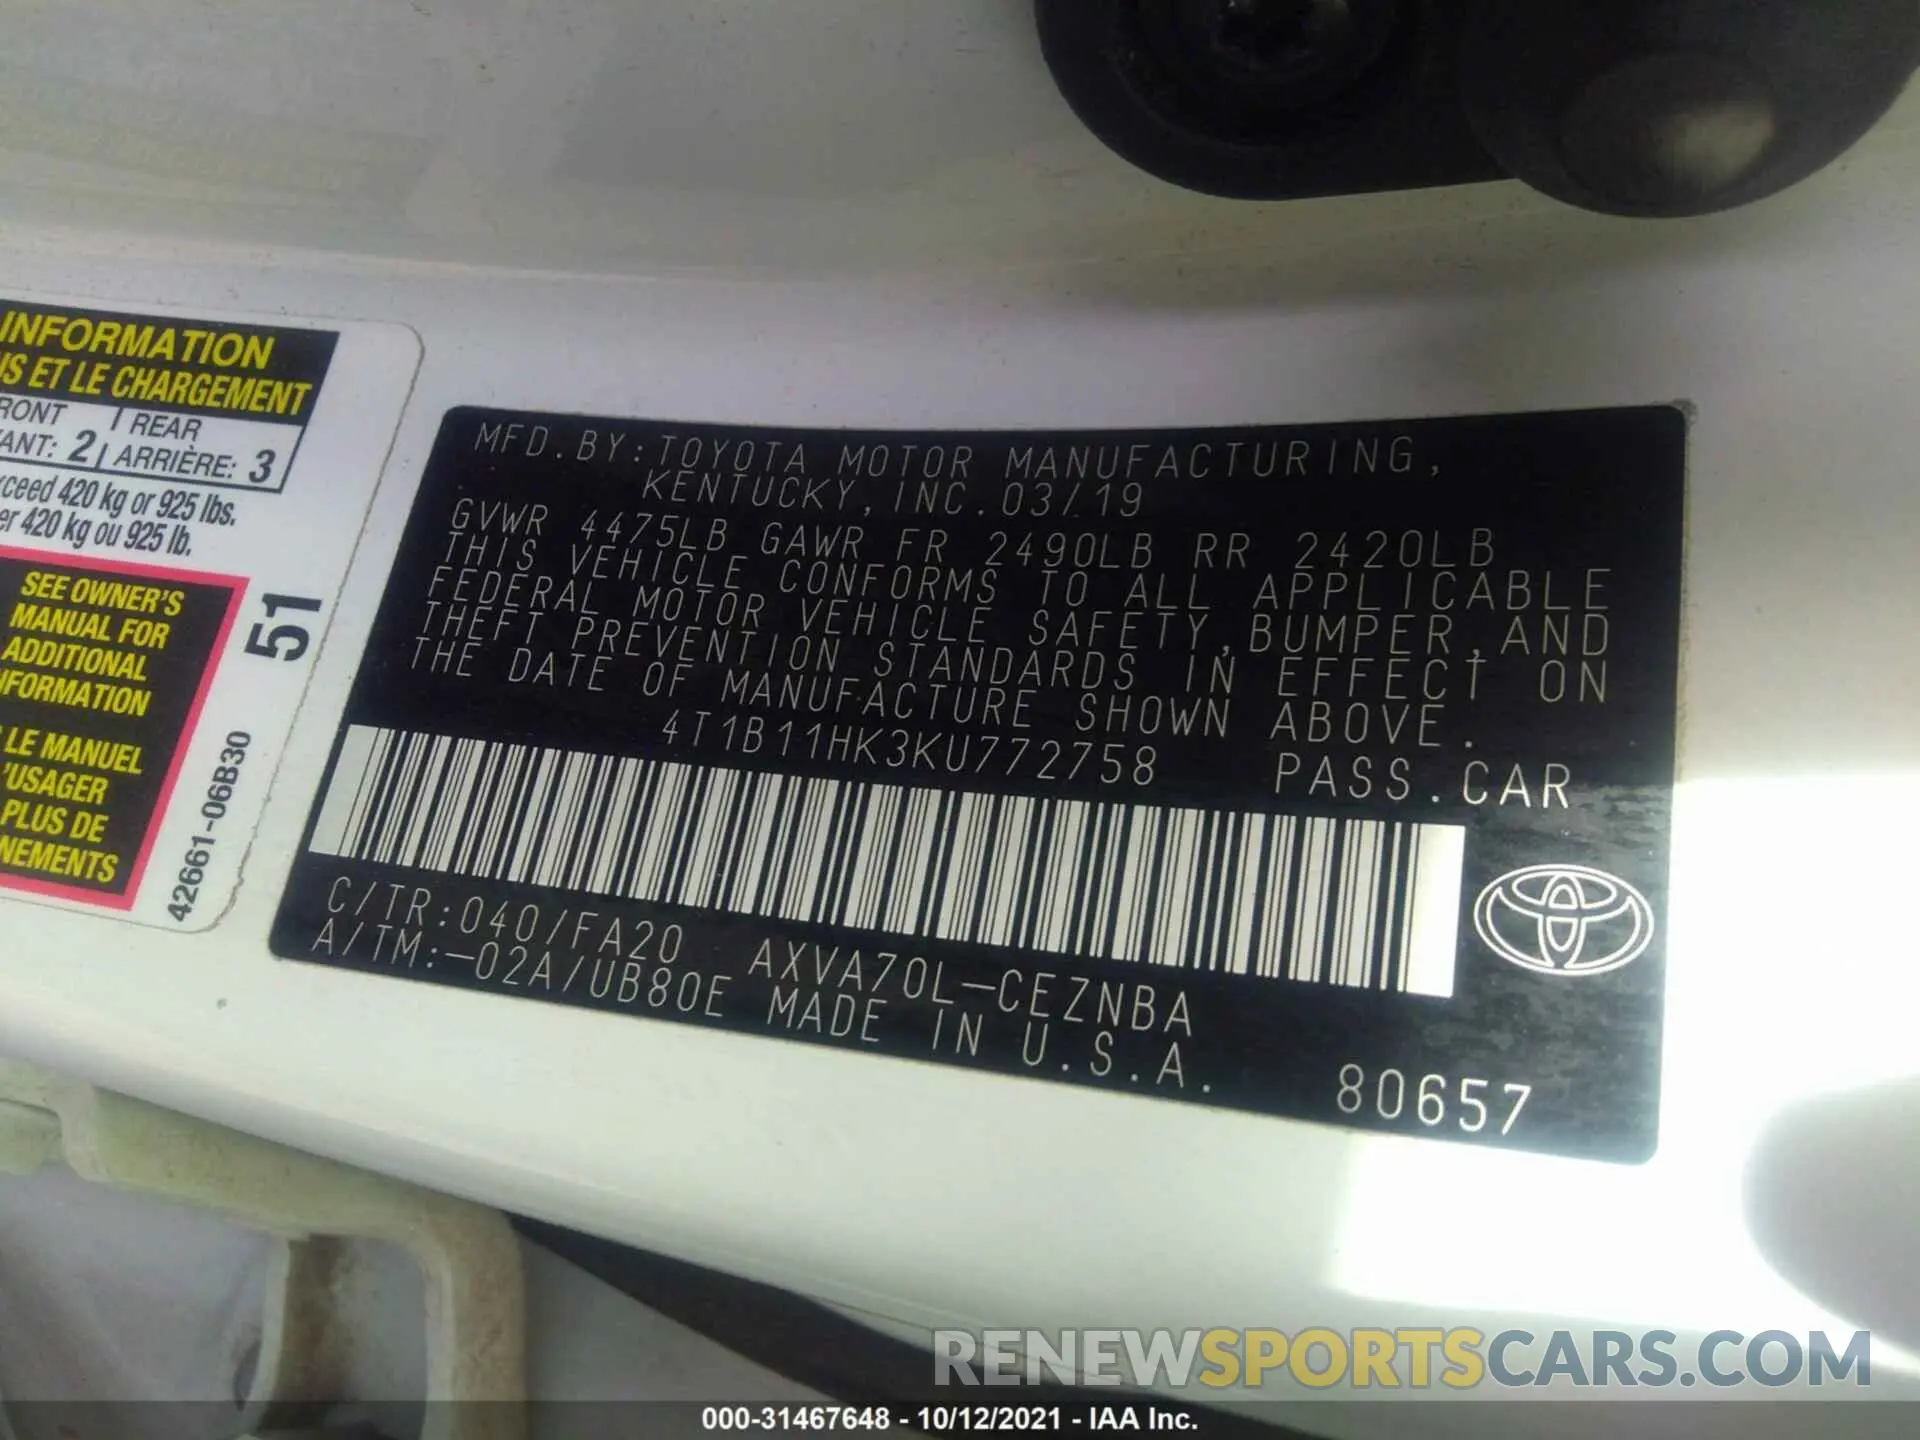 INFORMATION
IS ET LE CHARGEMENT
RONT | REAR
ANT: 2 | ARRIÈRE: 3
ceed 420 kg or 925 lbs.
er 420 kg ou 925 lb.
SEE OWNER'S
MANUAL FOR
ADDITIONAL
NFORMATION
LE MANUEL
'USAGER
PLUS DE
NEMENTS
51
42661-06B30
MFD.BY:TOYOTA MOTOR MANUFACTURING,
KENTUCKY,INC.03/19
GVWR 4475LB GAWR FR 2490LB RR 2420LB
THIS VEHICLE CONFORMS TO ALL APPLICABLE
FEDERAL MOTOR VEHICLE SAFETY,BUMPER,AND
THEFT PREVENTION STANDARDS IN EFFECT ON
THE DATE OF MANUFACTURE SHOWN ABOVE.
4T1B11HK3KU772758 PASS.CAR
C/TR:040/FA20 AXVA70L-CEZNBA
A/TM:-02A/UB80E MADE IN U.S.A.
80657
RENEWSPORTSCARS.COM
000-31467648 - 10/12/2021 - IAA Inc.